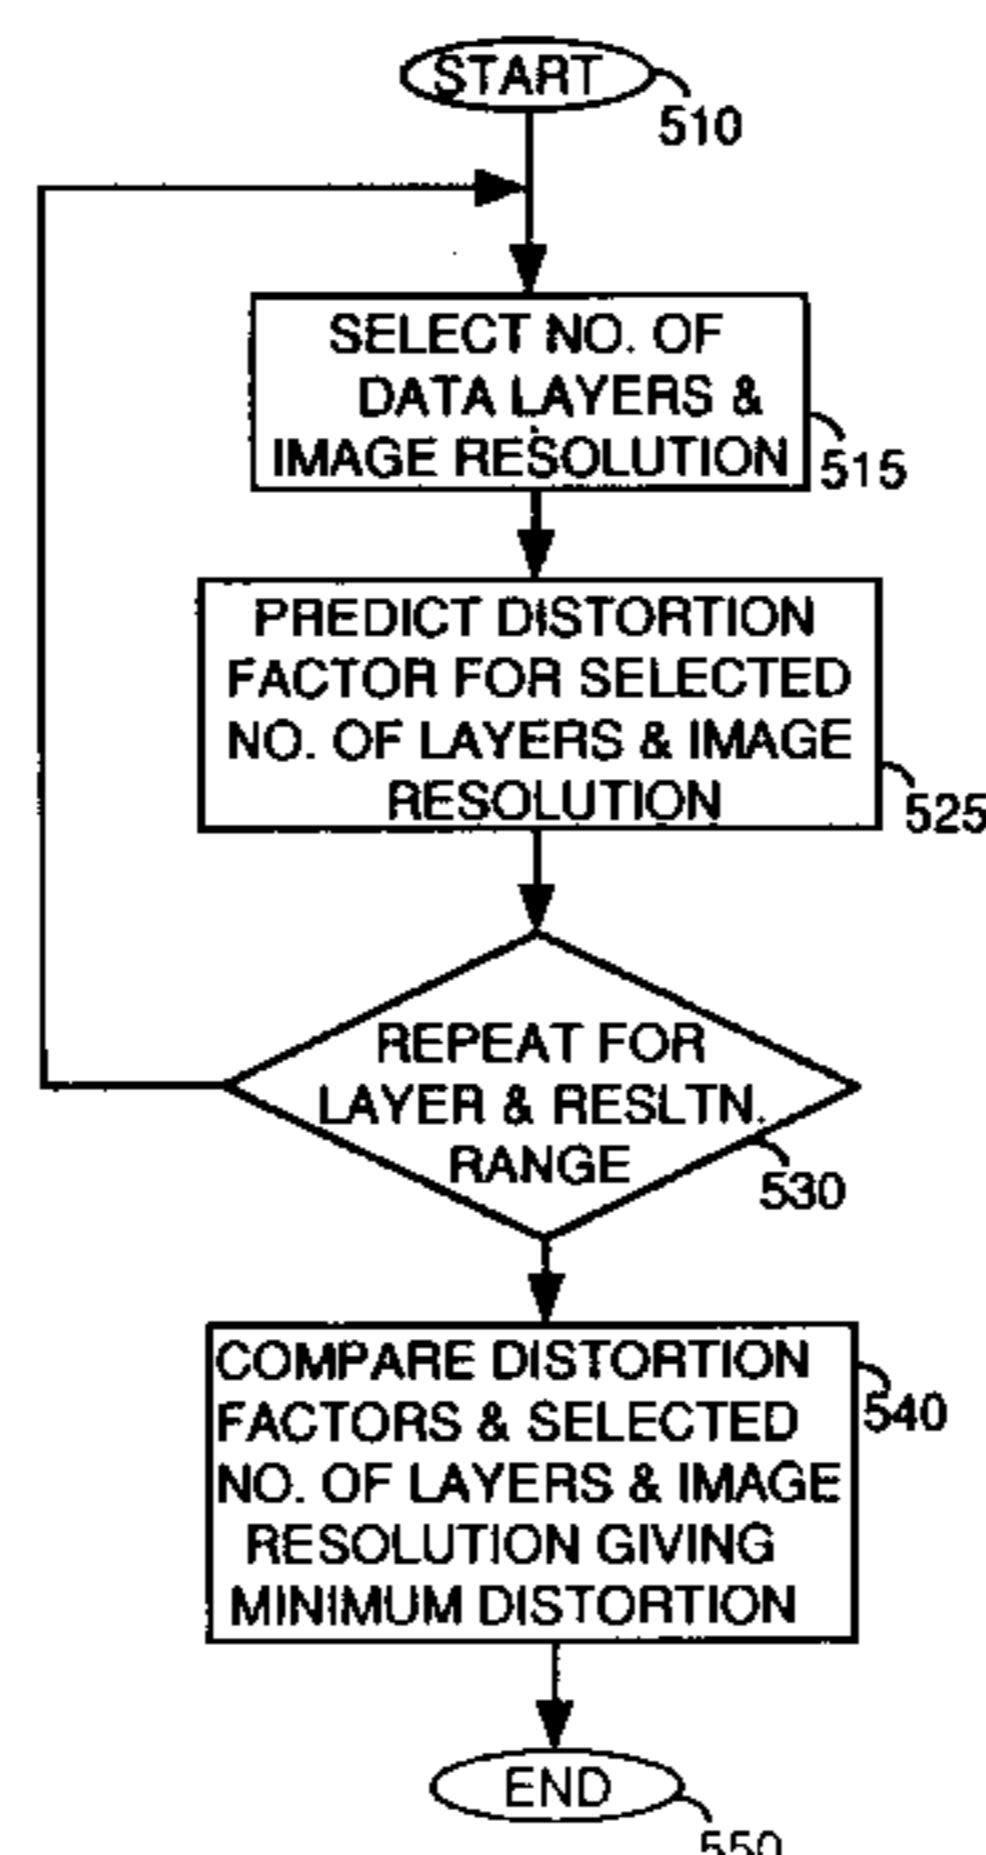 START
510
SELECT NO. OF
DATA LAYERS &
IMAGE RESOLUTION
515
PREDICT DISTORTION
FACTOR FOR SELECTED
NO. OF LAYERS & IMAGE
RESOLUTION
525
REPEAT FOR
LAYER & RESLTN.
RANGE
530
COMPARE DISTORTION
FACTORS & SELECTED
NO. OF LAYERS & IMAGE
RESOLUTION GIVING
MINIMUM DISTORTION
540
END
550